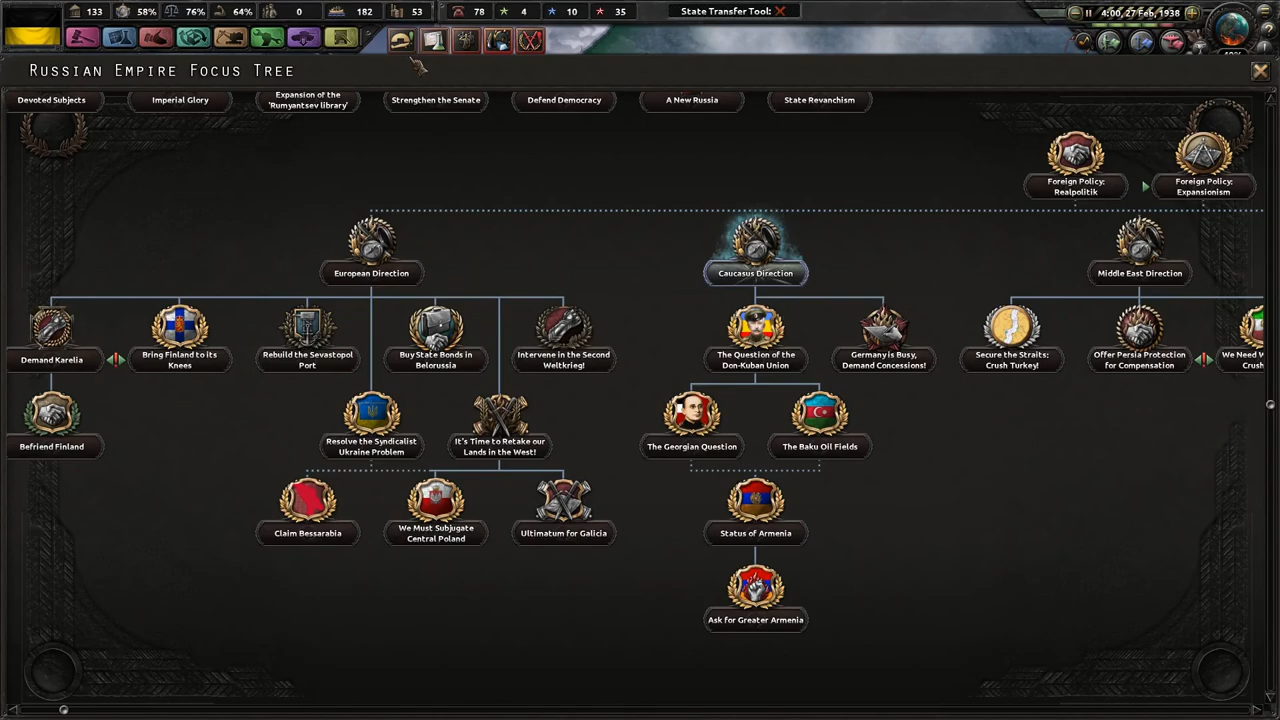 133 58% 76% 64% 0 182 53 78 4 10 35 State Transfer Tool: 4:00, 27 Feb, 1938
Russian Empire Focus Tree
Devoted Subjects
Imperial Glory
Expansion of the
'Rumyantsev library'
Strengthen the Senate
Defend Democracy
A New Russia
State Revanchism
Foreign Policy:
Realpolitik
Foreign Policy:
Expansionism
European Direction
Caucasus Direction
Middle East Direction
Demand Karelia
Bring Finland to its
Knees
Rebuild the Sevastopol
Port
Buy State Bonds in
Belorussia
Intervene in the Second
Weltkrieg!
The Question of the
Don-Kuban Union
Germany is Busy,
Demand Concessions!
Secure the Straits:
Crush Turkey!
Offer Persia Protection
for Compensation
We Need W
Crush
Befriend Finland
Resolve the Syndicalist
Ukraine Problem
It's Time to Retake our
Lands in the West!
The Georgian Question
The Baku Oil Fields
Claim Bessarabia
We Must Subjugate
Central Poland
Ultimatum for Galicia
Status of Armenia
Ask for Greater Armenia